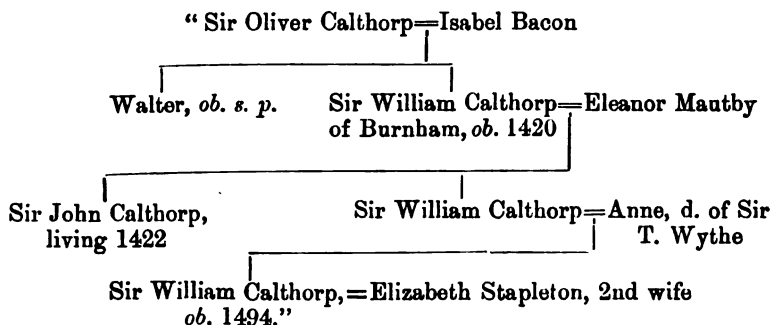 “ Sir Oliver Calthorp=Isabel Bacon
Walter, ob. s. p. Sir William Calthorp=Eleanor Mautby
of Burnham, ob. 1420
Sir John Calthorp, Sir William Calthorp=Anne, d. of Sir
living 1422 T. Wythe
Sir William Calthorp,=Elizabeth Stapleton, 2nd wife
ob. 1494.”